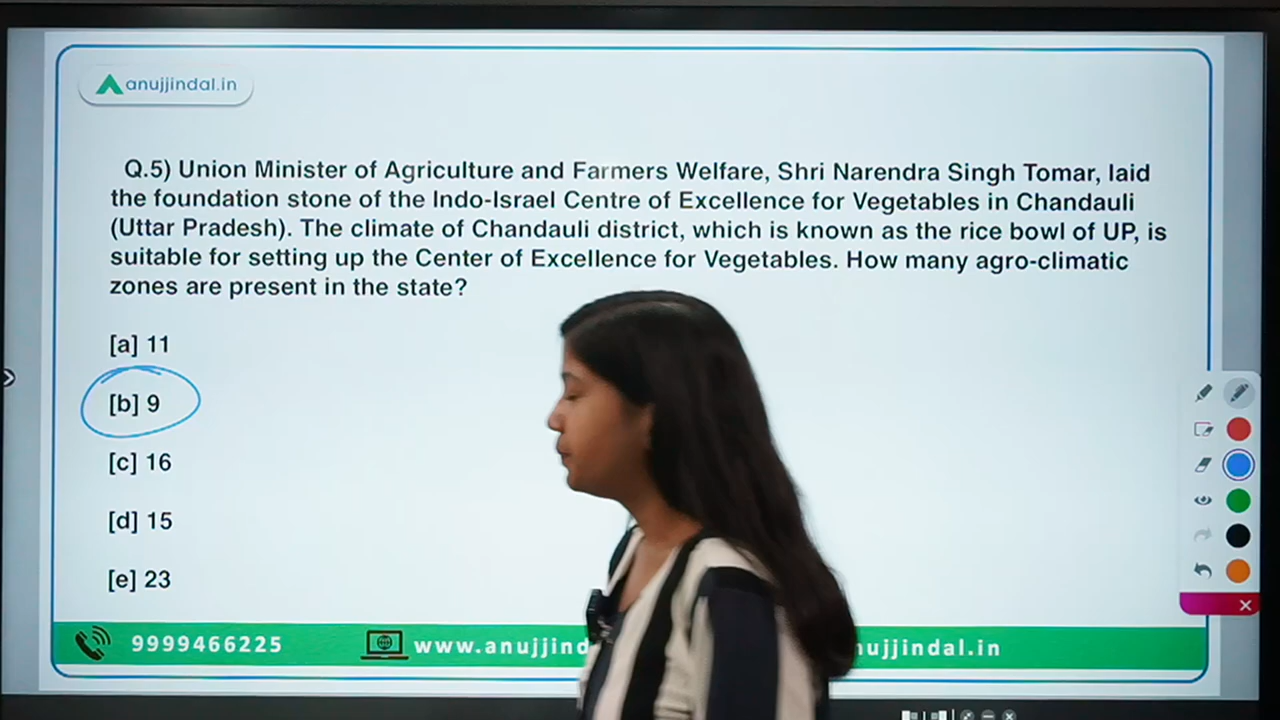 anujjindal.in
Q.5) Union Minister of Agriculture and Farmers Welfare, Shri Narendra Singh Tomar, laid
the foundation stone of the Indo-Israel Centre of Excellence for Vegetables in Chandauli
(Uttar Pradesh). The climate of Chandauli district, which is known as the rice bowl of UP, is
suitable for setting up the Center of Excellence for Vegetables. How many agro-climatic
zones are present in the state?
[a] 11
[b] 9
[c] 16
[d] 15
[e] 23
9999466225 www.anujjind ujjindal.in